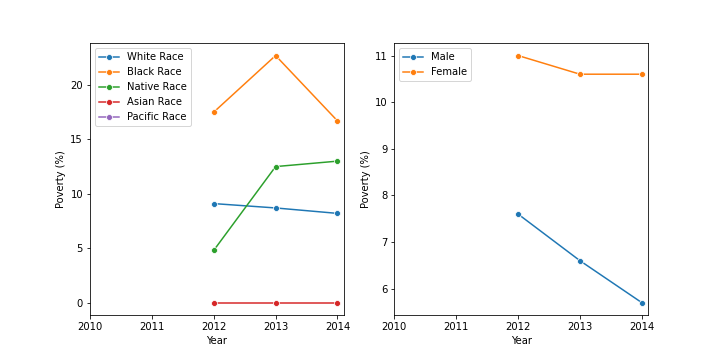 White Race
Black Race
Native Race
Asian Race
Pacific Race
20
15
10
5
0
Poverty (%)
2010 2011 2012 2013 2014
Year
Male
Female
11
10
9
8
7
6
Poverty (%)
2010 2011 2012 2013 2014
Year